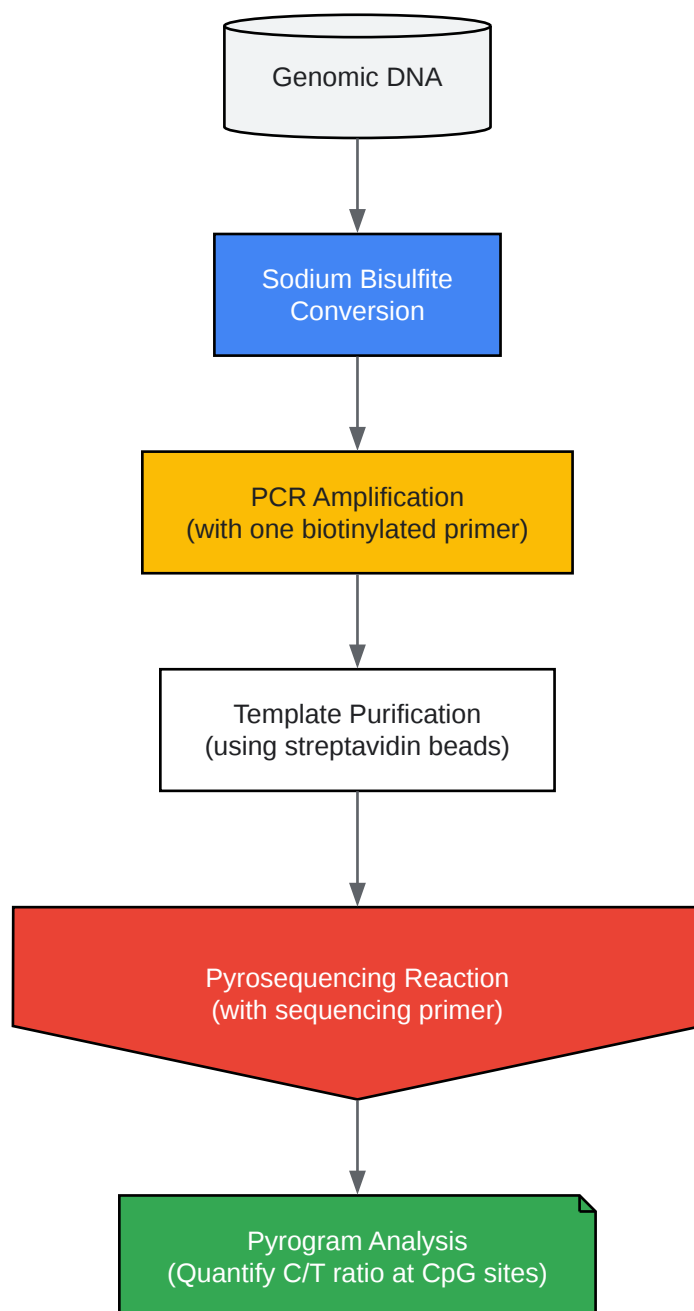 Genomic DNA
Sodium Bisulfite
Conversion
PCR Amplification
(with one biotinylated primer)
Template Purification
(using streptavidin beads)
Pyrosequencing Reaction
(with sequencing primer)
Pyrogram Analysis
(Quantify C/T ratio at CpG sites)